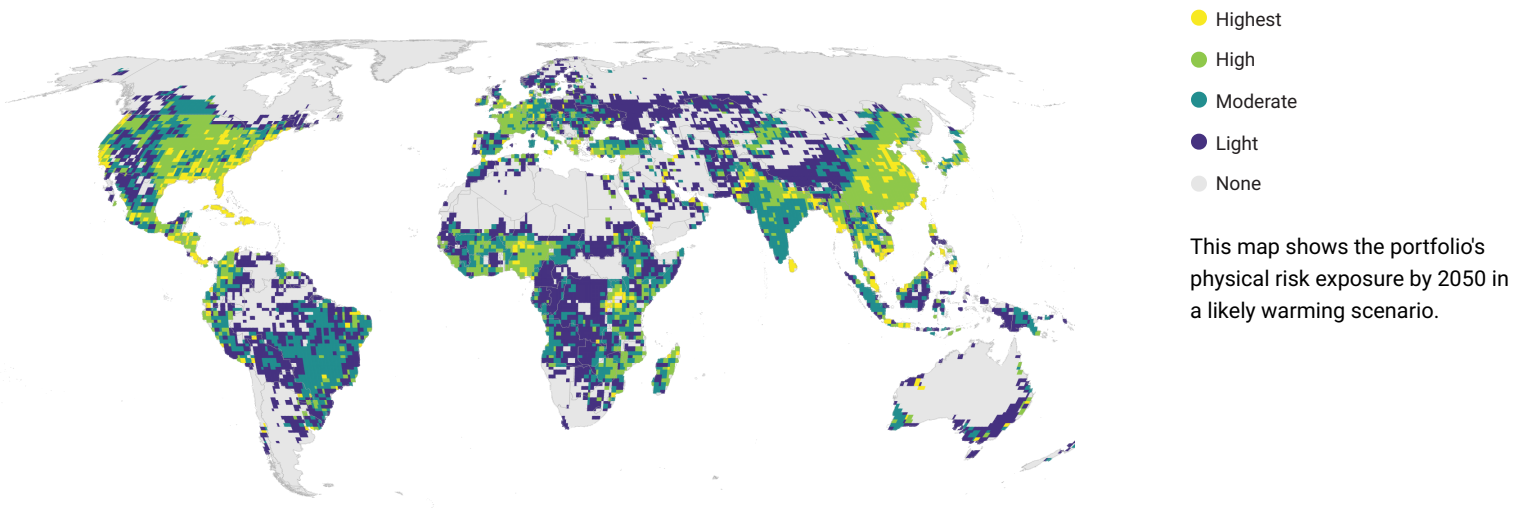 Highest
High
Moderate
Light
None
This map shows the portfolio's
physical risk exposure by 2050 in
a likely warming scenario.